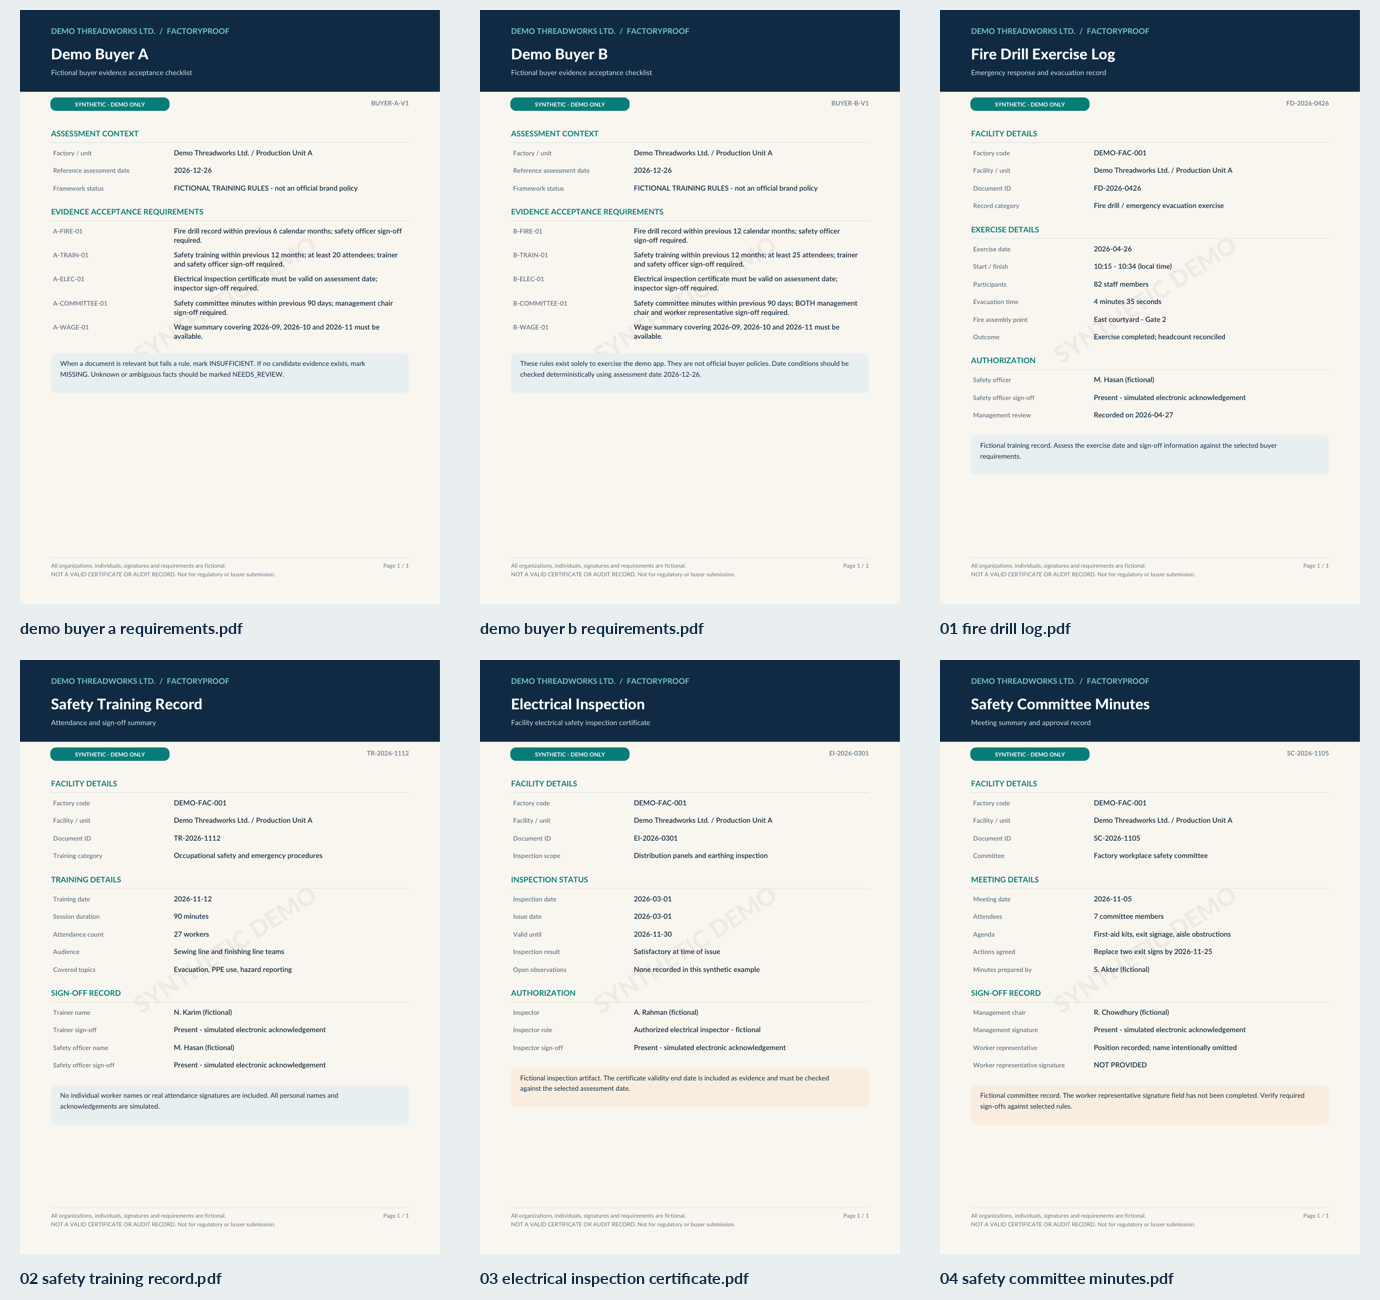 DEMO THREADWORKS LTD. / FACTORYPROOF
Demo Buyer A
Fictional buyer evidence acceptance checklist
SYNTHETIC - DEMO ONLY
BUYER-A-V1
ASSESSMENT CONTEXT
Factory / unit Demo Threadworks Ltd. / Production Unit A
Reference assessment date 2026-12-26
Framework status FICTIONAL TRAINING RULES - not an official brand policy
EVIDENCE ACCEPTANCE REQUIREMENTS
A-FIRE-01 Fire drill record within previous 6 calendar months; safety officer sign-off
required.
A-TRAIN-01 Safety training within previous 12 months; at least 20 attendees; trainer
and safety officer sign-off required.
A-ELEC-01 Electrical inspection certificate must be valid on assessment date;
inspector sign-off required.
A-COMMITTEE-01 Safety committee minutes within previous 90 days; management chair
sign-off required.
A-WAGE-01 Wage summary covering 2026-09, 2026-10 and 2026-11 must be
available.
SYNTHETIC DEMO
When a document is relevant but fails a rule, mark INSUFFICIENT. If no candidate evidence exists, mark
MISSING. Unknown or ambiguous facts should be marked NEEDS_REVIEW.
All organizations, individuals, signatures and requirements are fictional.
Page 1 / 1
NOT A VALID CERTIFICATE OR AUDIT RECORD. Not for regulatory or buyer submission.
demo buyer a requirements.pdf
DEMO THREADWORKS LTD. / FACTORYPROOF
Demo Buyer B
Fictional buyer evidence acceptance checklist
SYNTHETIC - DEMO ONLY
BUYER-B-V1
ASSESSMENT CONTEXT
Factory / unit Demo Threadworks Ltd. / Production Unit A
Reference assessment date 2026-12-26
Framework status FICTIONAL TRAINING RULES - not an official brand policy
EVIDENCE ACCEPTANCE REQUIREMENTS
B-FIRE-01 Fire drill record within previous 12 calendar months; safety officer
sign-off required.
B-TRAIN-01 Safety training within previous 12 months; at least 25 attendees; trainer
and safety officer sign-off required.
B-ELEC-01 Electrical inspection certificate must be valid on assessment date;
inspector sign-off required.
B-COMMITTEE-01 Safety committee minutes within previous 90 days; BOTH management
chair and worker representative sign-off required.
B-WAGE-01 Wage summary covering 2026-09, 2026-10 and 2026-11 must be
available.
SYNTHETIC DEMO
These rules exist solely to exercise the demo app. They are not official buyer policies. Date conditions should be
checked deterministically using assessment date 2026-12-26.
All organizations, individuals, signatures and requirements are fictional.
Page 1 / 1
NOT A VALID CERTIFICATE OR AUDIT RECORD. Not for regulatory or buyer submission.
demo buyer b requirements.pdf
DEMO THREADWORKS LTD. / FACTORYPROOF
Fire Drill Exercise Log
Emergency response and evacuation record
SYNTHETIC - DEMO ONLY
FD-2026-0426
FACILITY DETAILS
Factory code DEMO-FAC-001
Facility / unit Demo Threadworks Ltd. / Production Unit A
Document ID FD-2026-0426
Record category Fire drill / emergency evacuation exercise
EXERCISE DETAILS
Exercise date 2026-04-26
Start / finish 10:15 - 10:34 (local time)
Participants 82 staff members
Evacuation time 4 minutes 35 seconds
Fire assembly point East courtyard - Gate 2
Outcome Exercise completed; headcount reconciled
SYNTHETIC DEMO
AUTHORIZATION
Safety officer M. Hasan (fictional)
Safety officer sign-off Present - simulated electronic acknowledgement
Management review Recorded on 2026-04-27
Fictional training record. Assess the exercise date and sign-off information against the selected buyer
requirements.
All organizations, individuals, signatures and requirements are fictional.
Page 1 / 1
NOT A VALID CERTIFICATE OR AUDIT RECORD. Not for regulatory or buyer submission.
01 fire drill log.pdf
DEMO THREADWORKS LTD. / FACTORYPROOF
Safety Training Record
Attendance and sign-off summary
SYNTHETIC - DEMO ONLY
TR-2026-1112
FACILITY DETAILS
Factory code DEMO-FAC-001
Facility / unit Demo Threadworks Ltd. / Production Unit A
Document ID TR-2026-1112
Training category Occupational safety and emergency procedures
TRAINING DETAILS
Training date 2026-11-12
Session duration 90 minutes
Attendance count 27 workers
Audience Sewing line and finishing line teams
Covered topics Evacuation, PPE use, hazard reporting
SYNTHETIC DEMO
SIGN-OFF RECORD
Trainer name N. Karim (fictional)
Trainer sign-off Present - simulated electronic acknowledgement
Safety officer name M. Hasan (fictional)
Safety officer sign-off Present - simulated electronic acknowledgement
No individual worker names or real attendance signatures are included. All personal names and
acknowledgements are simulated.
All organizations, individuals, signatures and requirements are fictional.
Page 1 / 1
NOT A VALID CERTIFICATE OR AUDIT RECORD. Not for regulatory or buyer submission.
02 safety training record.pdf
DEMO THREADWORKS LTD. / FACTORYPROOF
Electrical Inspection
Facility electrical safety inspection certificate
SYNTHETIC - DEMO ONLY
EI-2026-0301
FACILITY DETAILS
Factory code DEMO-FAC-001
Facility / unit Demo Threadworks Ltd. / Production Unit A
Document ID EI-2026-0301
Inspection scope Distribution panels and earthing inspection
INSPECTION STATUS
Inspection date 2026-03-01
Issue date 2026-03-01
Valid until 2026-11-30
Inspection result Satisfactory at time of issue
Open observations None recorded in this synthetic example
SYNTHETIC DEMO
AUTHORIZATION
Inspector A. Rahman (fictional)
Inspector role Authorized electrical inspector - fictional
Inspector sign-off Present - simulated electronic acknowledgement
Fictional inspection artifact. The certificate validity end date is included as evidence and must be checked
against the selected assessment date.
All organizations, individuals, signatures and requirements are fictional.
Page 1 / 1
NOT A VALID CERTIFICATE OR AUDIT RECORD. Not for regulatory or buyer submission.
03 electrical inspection certificate.pdf
DEMO THREADWORKS LTD. / FACTORYPROOF
Safety Committee Minutes
Meeting summary and approval record
SYNTHETIC - DEMO ONLY
SC-2026-1105
FACILITY DETAILS
Factory code DEMO-FAC-001
Facility / unit Demo Threadworks Ltd. / Production Unit A
Document ID SC-2026-1105
Committee Factory workplace safety committee
MEETING DETAILS
Meeting date 2026-11-05
Attendees 7 committee members
Agenda First-aid kits, exit signage, aisle obstructions
Actions agreed Replace two exit signs by 2026-11-25
Minutes prepared by S. Akter (fictional)
SYNTHETIC DEMO
SIGN-OFF RECORD
Management chair R. Chowdhury (fictional)
Management signature Present - simulated electronic acknowledgement
Worker representative Position recorded; name intentionally omitted
Worker representative signature NOT PROVIDED
Fictional committee record. The worker representative signature field has not been completed. Verify required
sign-offs against selected rules.
All organizations, individuals, signatures and requirements are fictional.
Page 1 / 1
NOT A VALID CERTIFICATE OR AUDIT RECORD. Not for regulatory or buyer submission.
04 safety committee minutes.pdf